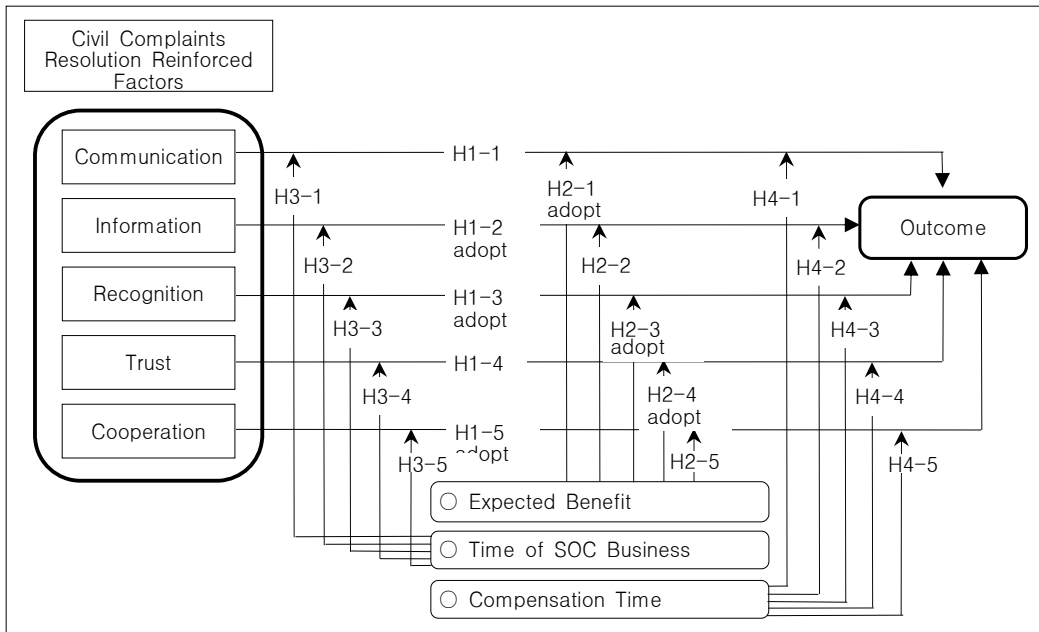 Civil Complaints
Resolution Reinforced
Factors
Communication
H1-1
H3-1
H2-1
adopt
H4-1
Information
H1-2
adopt
H3-2
H2-2
H4-2
Outcome
Recognition
H1-3
adopt
H3-3
H2-3
adopt
H4-3
Trust
H1-4
H3-4
H2-4
adopt
H4-4
Cooperation
H1-5
adopt
H3-5
H2-5
H4-5
○ Expected Benefit
○ Time of SOC Business
○ Compensation Time